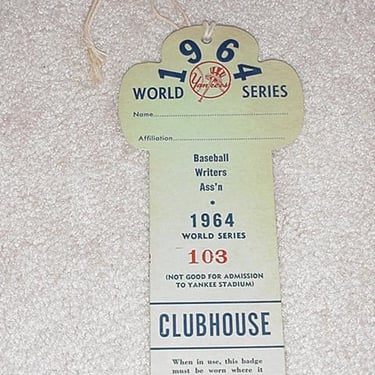 1964
Yankees
WORLD SERIES
Name
Affiliation
Baseball
Writers
Ass'n
•
1964
WORLD SERIES
103
(NOT GOOD FOR ADMISSION
TO YANKEE STADIUM)
CLUBHOUSE
When in use, this badge
must be worn where it